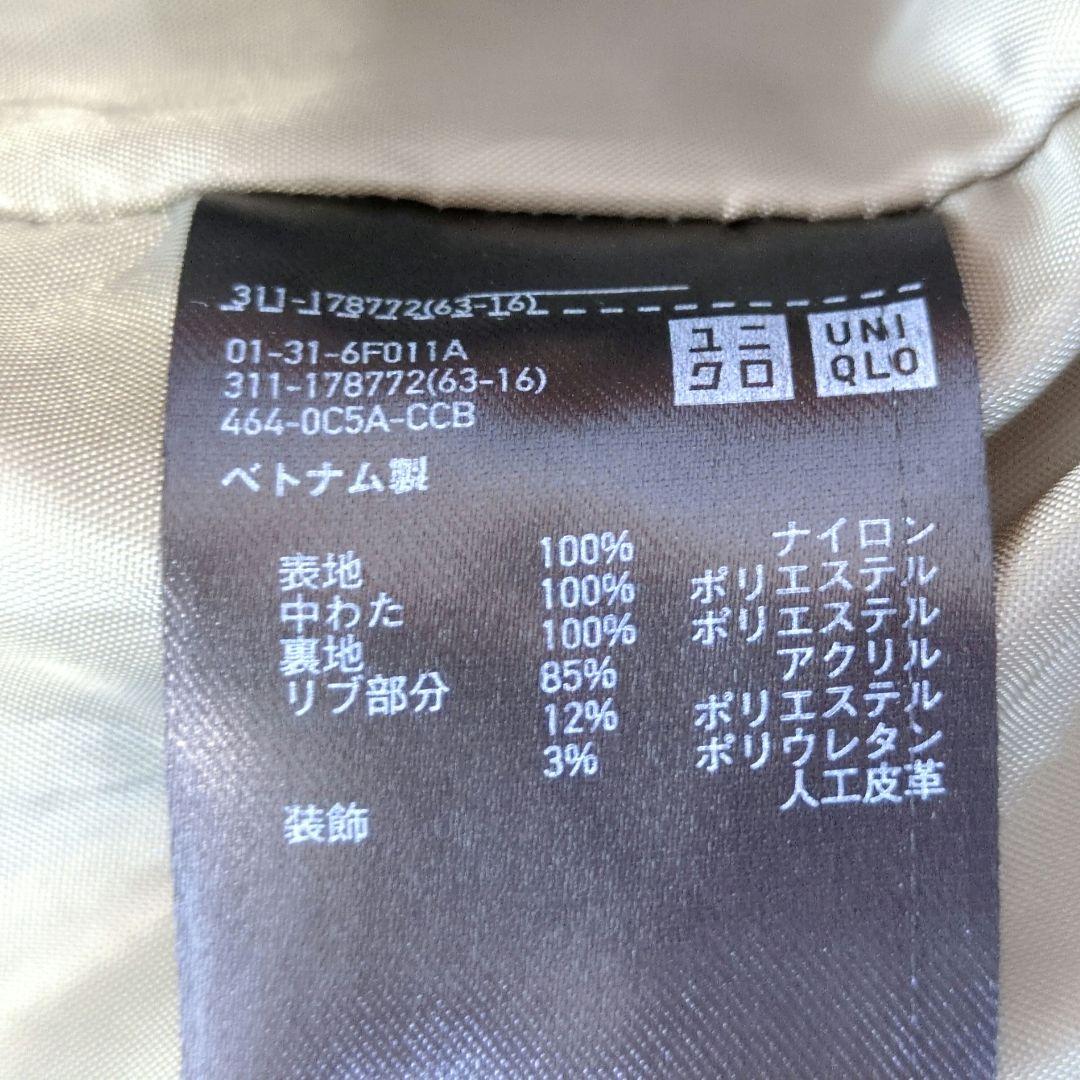 311-178772(63-16)
01-31-6F011A
311-178772(63-16)
464-0C5A-CCB
ユニ
クロ
UNI
QLO
ベトナム製
表地 100% ナイロン
中わた 100% ポリエステル
裏地 100% ポリエステル
リブ部分 85% アクリル
12% ポリエステル
3% ポリウレタン
装飾 人工皮革